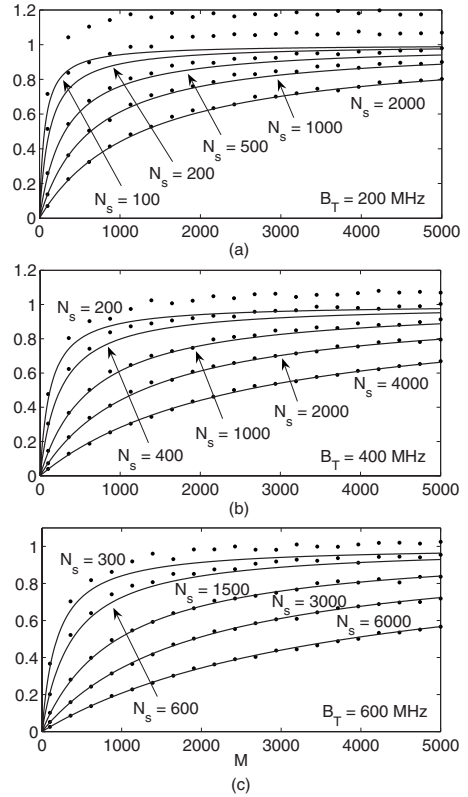 1.2
1
0.8
0.6
0.4
0.2
0
N_s = 2000
N_s = 1000
N_s = 500
N_s = 200
N_s = 100
B_T = 200 MHz
0 1000 2000 3000 4000 5000
(a)
1.2
1
0.8
0.6
0.4
0.2
0
N_s = 200
N_s = 4000
N_s = 2000
N_s = 1000
N_s = 400
B_T = 400 MHz
0 1000 2000 3000 4000 5000
(b)
1
0.8
0.6
0.4
0.2
0
N_s = 300
N_s = 1500
N_s = 3000
N_s = 6000
N_s = 600
B_T = 600 MHz
0 1000 2000 3000 4000 5000
M
(c)